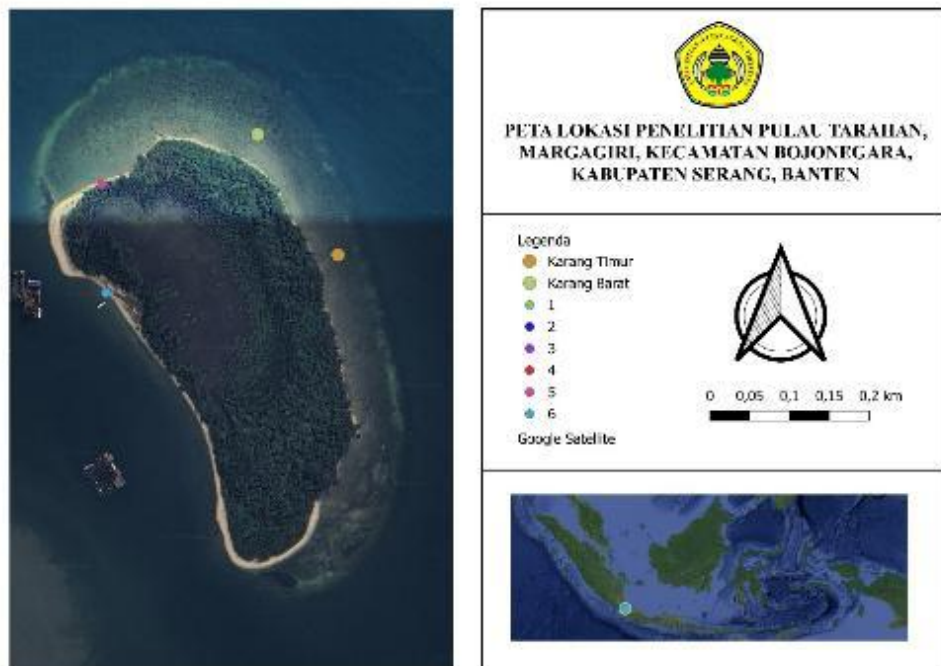 PETA LOKASI PENELITIAN PULAU TARAHAN,
MARGAGIRI, KECAMATAN BOJONEGARA,
KABUPATEN SERANG, BANTEN
Legenda
Karang Timur
Karang Barat
1
2
3
4
5
6
Google Satellite
0 0,05 0,1 0,15 0,2 km